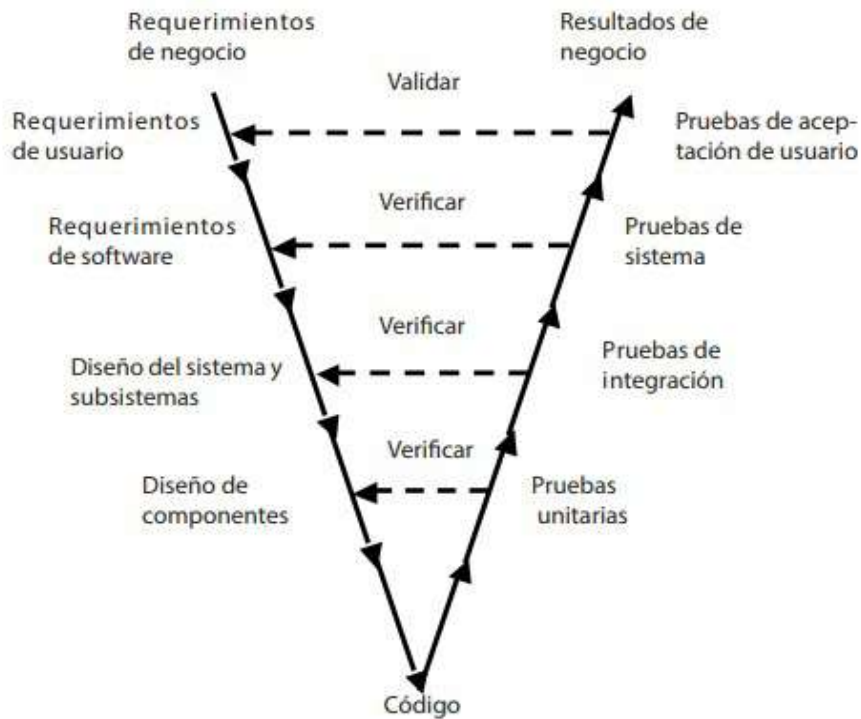 Requerimientos
de negocio
Resultados de
negocio
Validar
Requerimientos
de usuario
Pruebas de acep-
tación de usuario
Verificar
Requerimientos
de software
Pruebas de
sistema
Verificar
Diseño del sistema y
subsistemas
Pruebas de
integración
Verificar
Diseño de
componentes
Pruebas
unitarias
Código